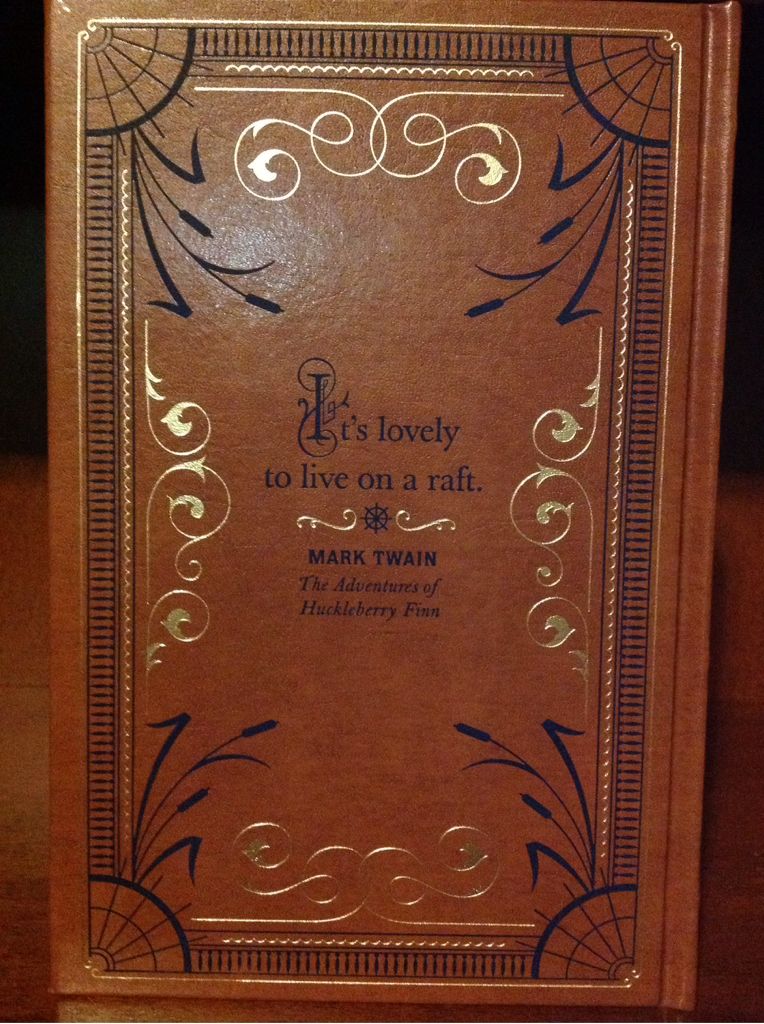 It's lovely
to live on a raft.
MARK TWAIN
The Adventures of
Huckleberry Finn